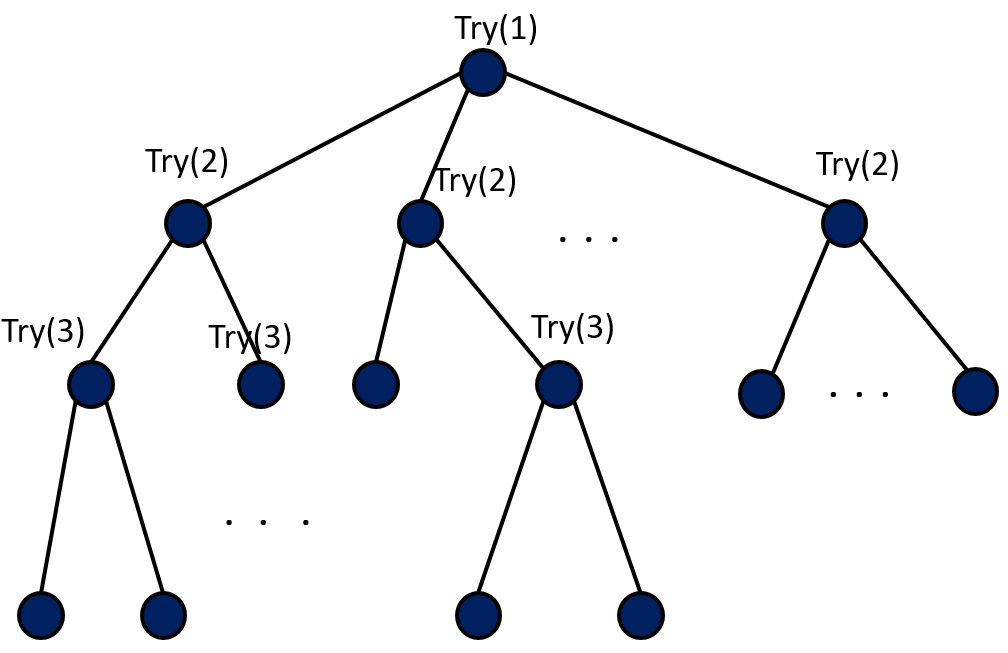 Try(1)
Try(2)
Try(2)
Try(2)
. . .
Try(3)
Try(3)
Try(3)
. . .
. . .